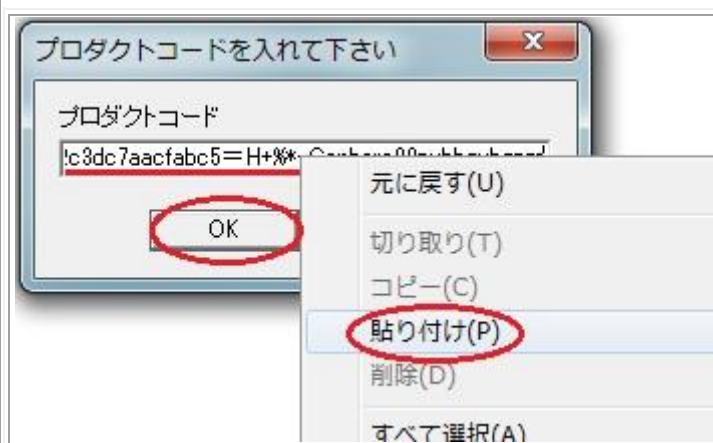 プロダクトコードを入れて下さい
プロダクトコード
c3dc7aacfabc5＝H+%*
OK
元に戻す(U)
切り取り(T)
コピー(C)
貼り付け(P)
削除(D)
すべて選択(A)